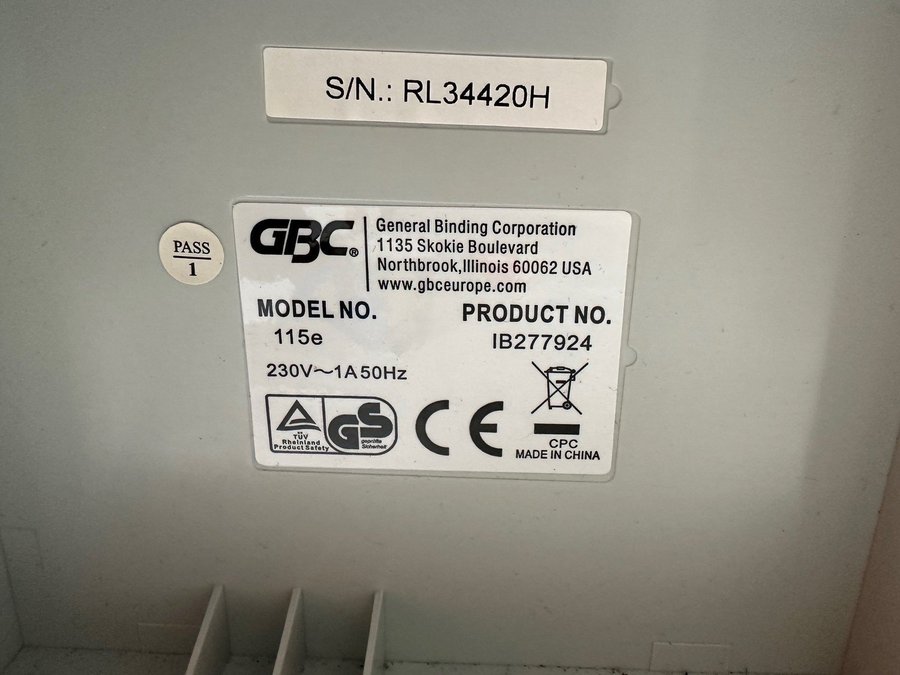 S/N.: RL34420H
PASS
1
GBC®
General Binding Corporation
1135 Skokie Boulevard
Northbrook,Illinois 60062 USA
www.gbceurope.com
MODEL NO.
115e
PRODUCT NO.
IB277924
230V～1A 50Hz
TÜV
Rheinland
Product Safety
GS
geprüfte
Sicherheit
CE
CPC
MADE IN CHINA